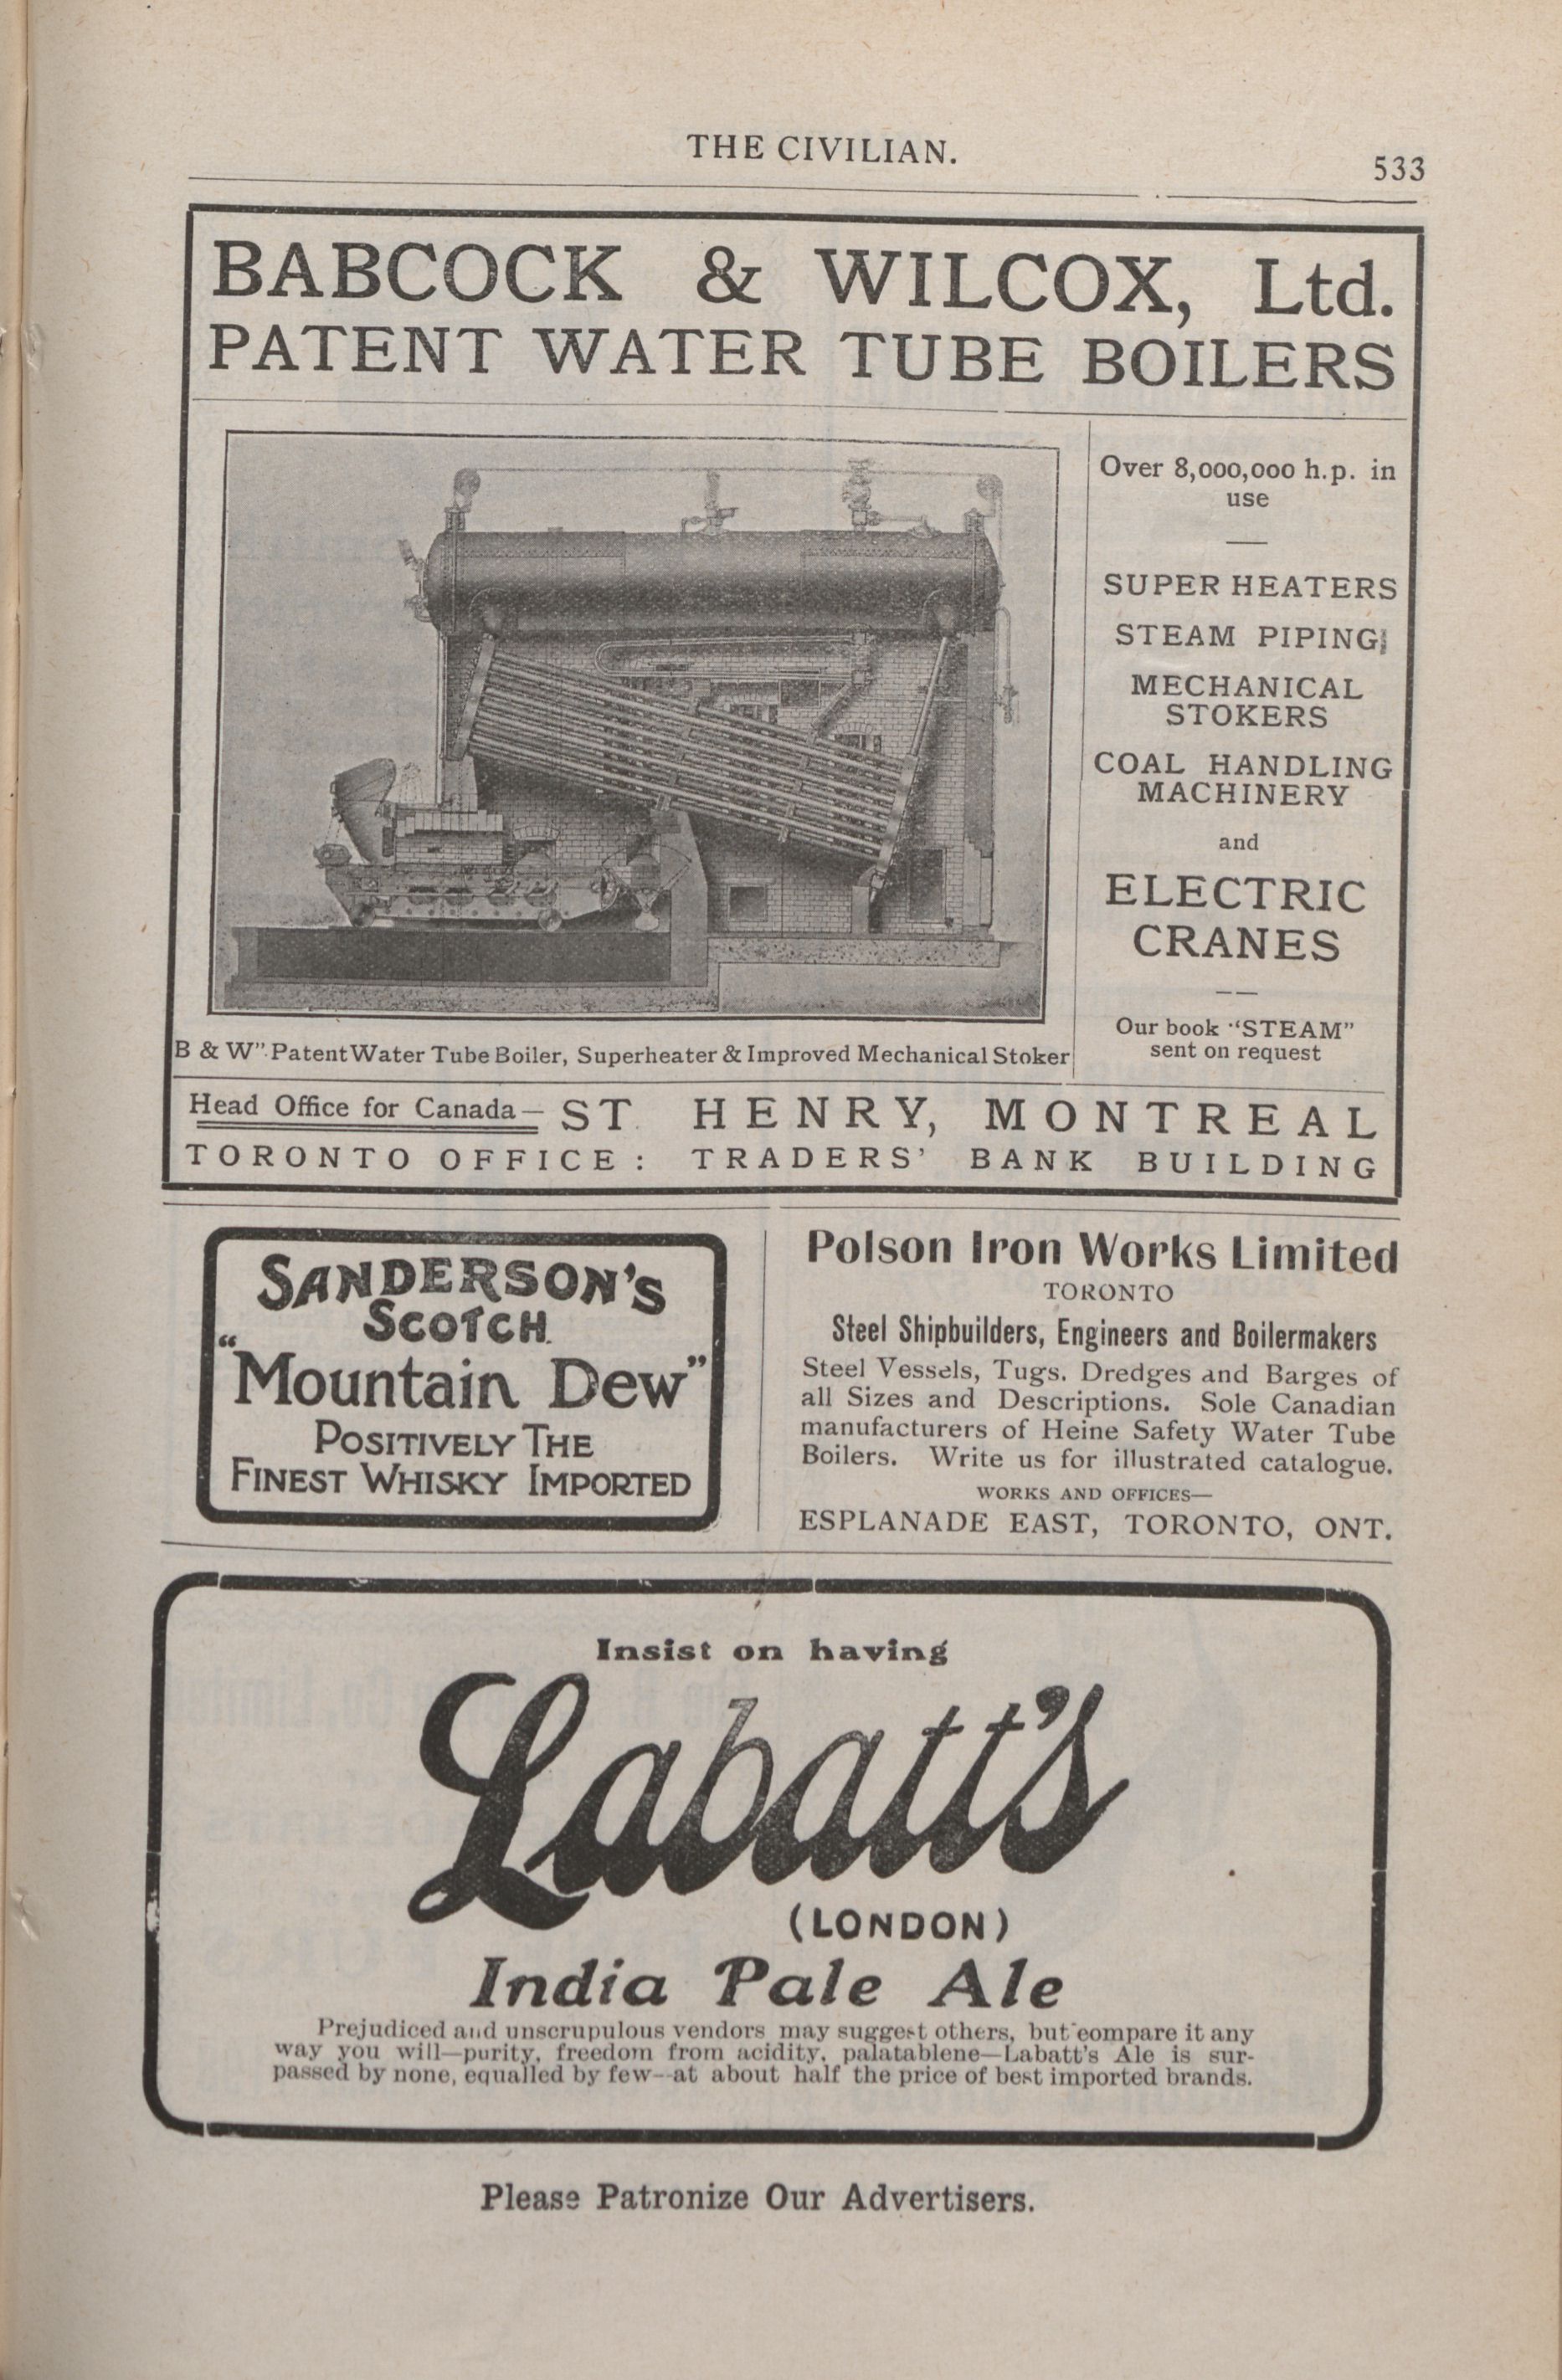 THE CIVILIAN.
533
BABCOCK & WILCOX, Ltd.
PATENT WATER TUBE BOILERS
Over 8,000,000 h.p. in
use
SUPER HEATERS
STEAM PIPING
MECHANICAL
STOKERS
COAL HANDLING
MACHINERY
and
ELECTRIC
CRANES
Our book "STEAM"
sent on request
B & W" Patent Water Tube Boiler, Superheater & Improved Mechanical Stoker
Head Office for Canada— ST. HENRY, MONTREAL
TORONTO OFFICE: TRADERS' BANK BUILDING
SANDERSON'S
SCOTCH
"Mountain Dew"
POSITIVELY THE
FINEST WHISKY IMPORTED
Polson Iron Works Limited
TORONTO
Steel Shipbuilders, Engineers and Boilermakers
Steel Vessels, Tugs, Dredges and Barges of
all Sizes and Descriptions. Sole Canadian
manufacturers of Heine Safety Water Tube
Boilers. Write us for illustrated catalogue.
WORKS AND OFFICES—
ESPLANADE EAST, TORONTO, ONT.
Insist on having
Labatt's
(LONDON)
India Pale Ale
Prejudiced and unscrupulous vendors may suggest others, but compare it any
way you will—purity, freedom from acidity, palatablene—Labatt's Ale is sur-
passed by none, equalled by few—at about half the price of best imported brands.
Please Patronize Our Advertisers.